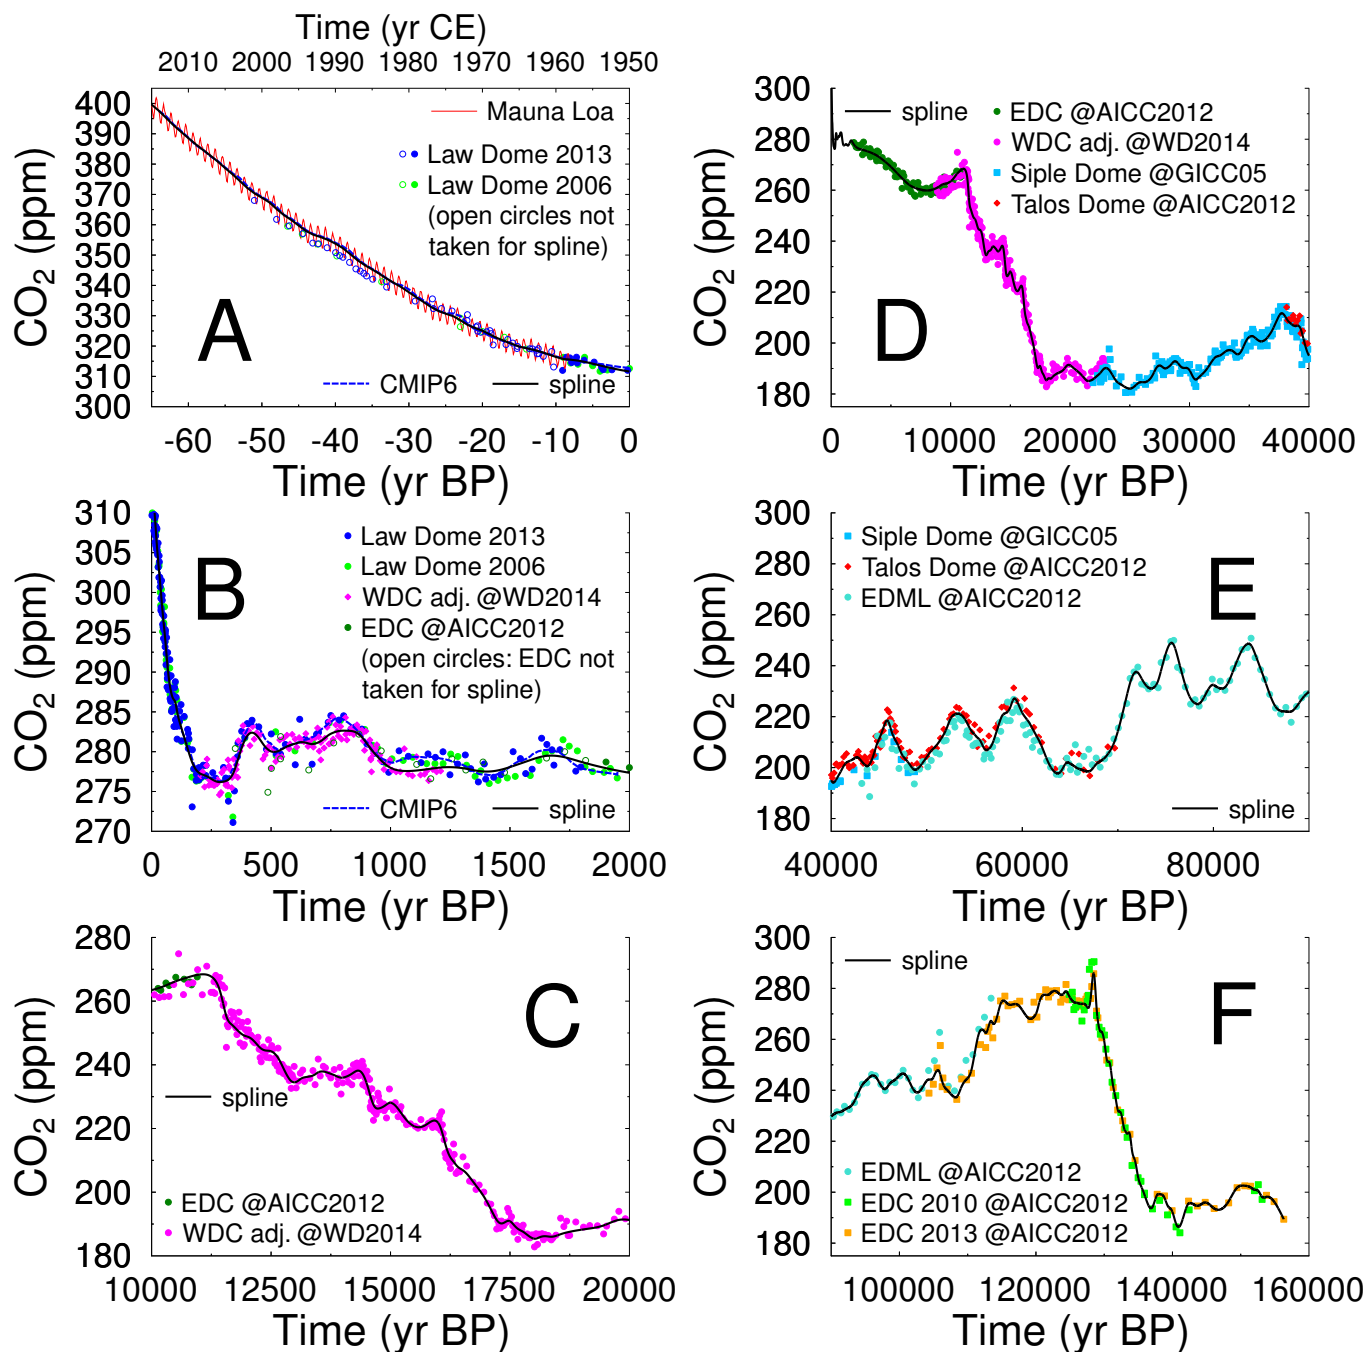 Time (yr CE)
2010 2000 1990 1980 1970 1960 1950
400
390
380
370
360
350
340
330
320
310
300
CO2 (ppm)
Mauna Loa
Law Dome 2013
Law Dome 2006
(open circles not
taken for spline)
A
CMIP6 spline
-60 -50 -40 -30 -20 -10 0
Time (yr BP)
300
280
260
240
220
200
180
CO2 (ppm)
spline
EDC @AICC2012
WDC adj. @WD2014
Siple Dome @GICC05
Talos Dome @AICC2012
D
0 10000 20000 30000 40000
Time (yr BP)
310
305
300
295
290
285
280
275
270
CO2 (ppm)
B
Law Dome 2013
Law Dome 2006
WDC adj. @WD2014
EDC @AICC2012
(open circles: EDC not
taken for spline)
CMIP6 spline
0 500 1000 1500 2000
Time (yr BP)
300
280
260
240
220
200
180
CO2 (ppm)
Siple Dome @GICC05
Talos Dome @AICC2012
EDML @AICC2012
E
spline
40000 60000 80000
Time (yr BP)
280
260
240
220
200
180
CO2 (ppm)
C
spline
EDC @AICC2012
WDC adj. @WD2014
10000 12500 15000 17500 20000
Time (yr BP)
300
280
260
240
220
200
180
CO2 (ppm)
spline
F
EDML @AICC2012
EDC 2010 @AICC2012
EDC 2013 @AICC2012
100000 120000 140000 160000
Time (yr BP)